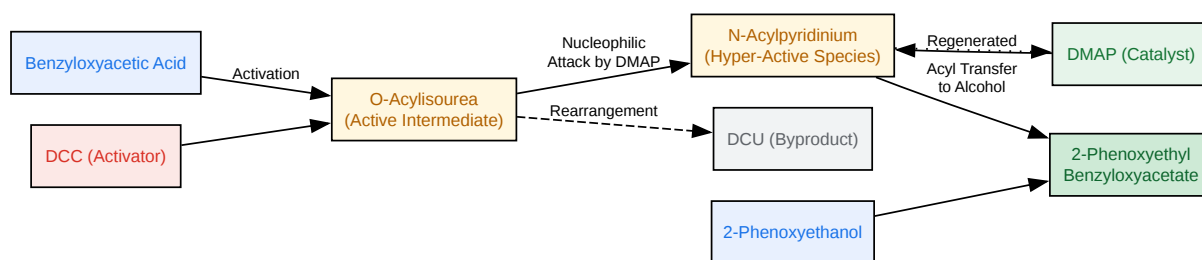 Benzyloxyacetic Acid
DCC (Activator)
Activation
O-Acylisourea
(Active Intermediate)
Nucleophilic
Attack by DMAP
Rearrangement
N-Acylpyridinium
(Hyper-Active Species)
DCU (Byproduct)
2-Phenoxyethanol
Regenerated
Acyl Transfer
to Alcohol
DMAP (Catalyst)
2-Phenoxyethyl
Benzyloxyacetate